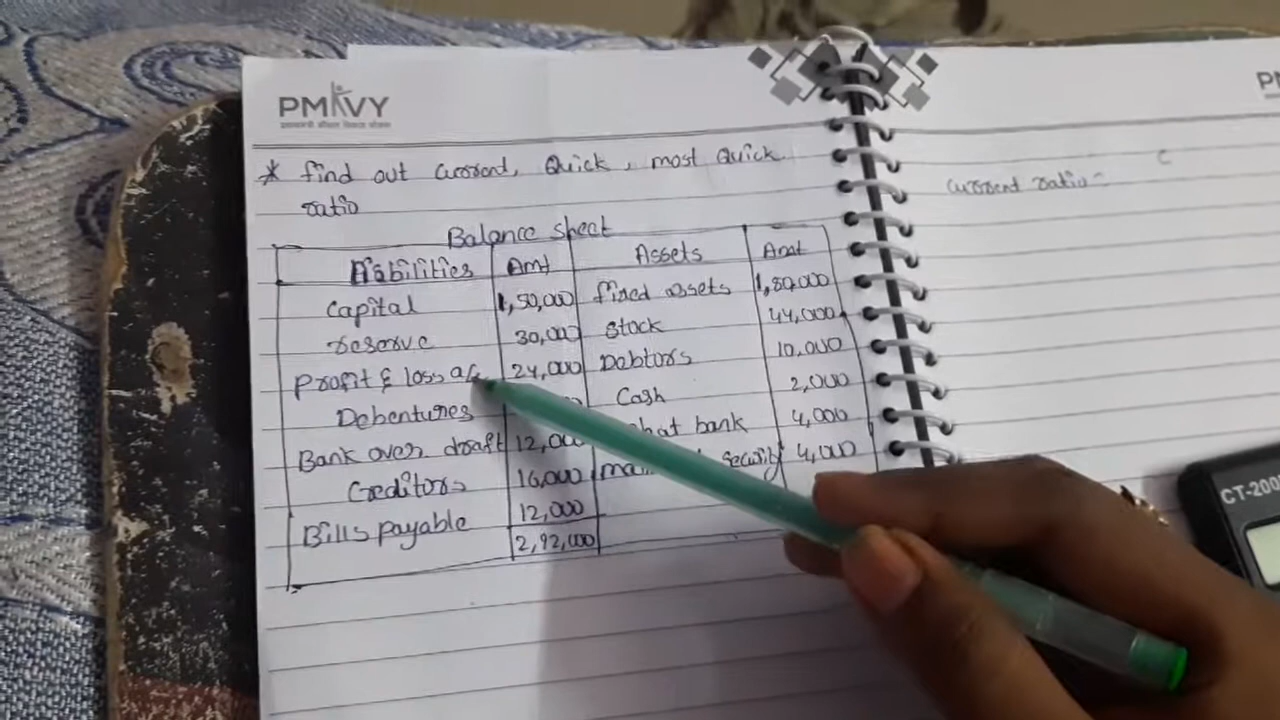 PMKVY
* find out current, Quick, most Quick
ratio
Balance sheet
Liabilities Amt Assets Amt
Capital 1,50,000 fixed assets 1,80,000
reserve 30,000 Stock 44,000
Profit & loss a/c 24,000 Debtors 10,000
Debentures Cash 2,000
Bank over draft 12,000 at bank 4,000
Creditors 16,000 security 4,000
Bills payable 12,000
2,92,000
C
current ratio=
CT-200